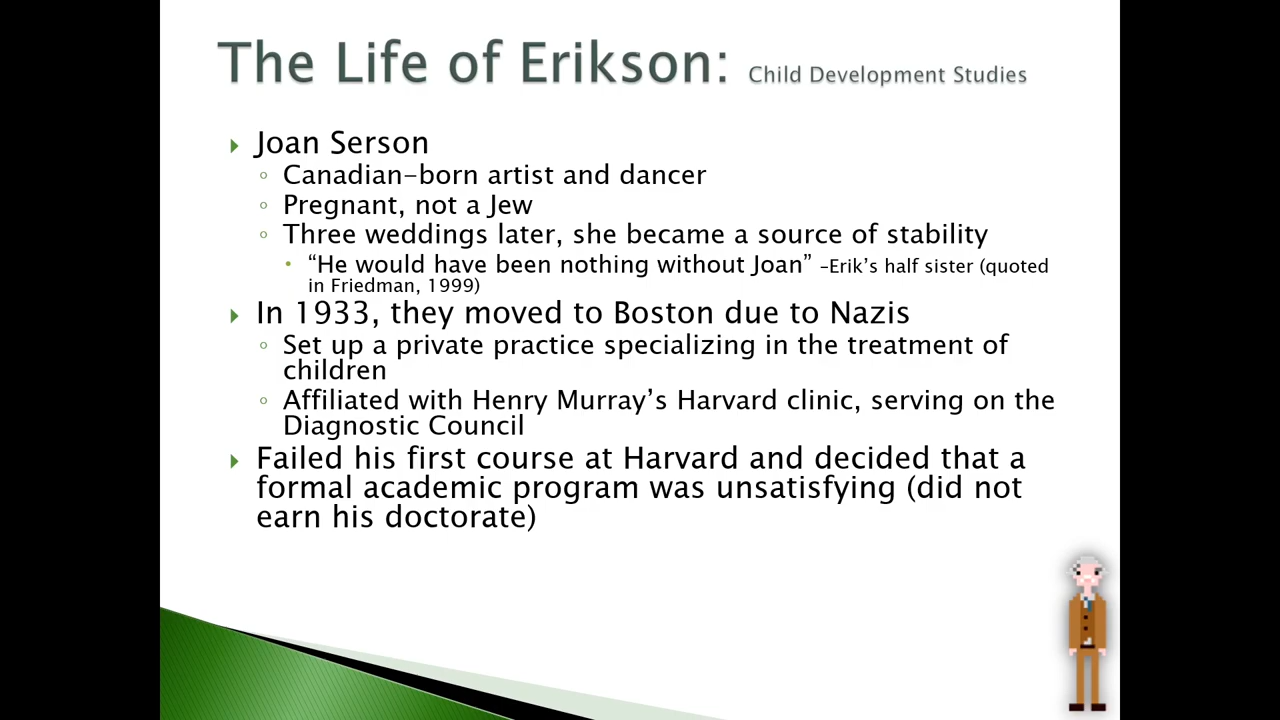 The Life of Erikson: Child Development Studies
Joan Serson
Canadian-born artist and dancer
Pregnant, not a Jew
Three weddings later, she became a source of stability
“He would have been nothing without Joan” –Erik’s half sister (quoted
in Friedman, 1999)
In 1933, they moved to Boston due to Nazis
Set up a private practice specializing in the treatment of
children
Affiliated with Henry Murray’s Harvard clinic, serving on the
Diagnostic Council
Failed his first course at Harvard and decided that a
formal academic program was unsatisfying (did not
earn his doctorate)